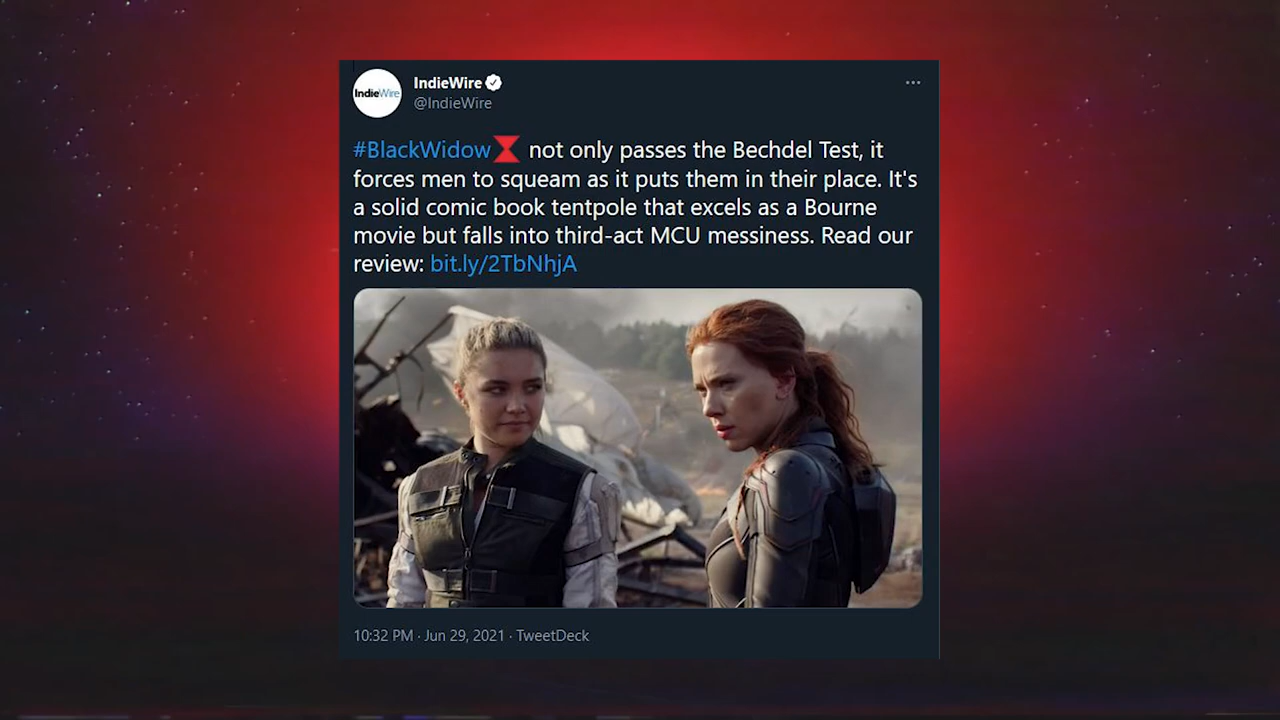 IndieWire
IndieWire
@IndieWire
#BlackWidow not only passes the Bechdel Test, it
forces men to squeam as it puts them in their place. It's
a solid comic book tentpole that excels as a Bourne
movie but falls into third-act MCU messiness. Read our
review: bit.ly/2TbNhjA
10:32 PM · Jun 29, 2021 · TweetDeck